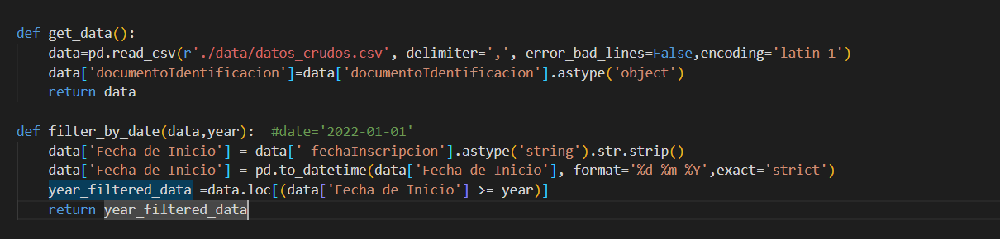 def get_data():
    data=pd.read_csv(r'./data/datos_crudos.csv', delimiter=',', error_bad_lines=False,encoding='latin-1')
    data['documentoIdentificacion']=data['documentoIdentificacion'].astype('object')
    return data
def filter_by_date(data,year):  #date='2022-01-01'
    data['Fecha de Inicio'] = data[' fechaInscripcion'].astype('string').str.strip()
    data['Fecha de Inicio'] = pd.to_datetime(data['Fecha de Inicio'], format='%d-%m-%Y',exact='strict')
    year_filtered_data =data.loc[(data['Fecha de Inicio'] >= year)]
    return year_filtered_data